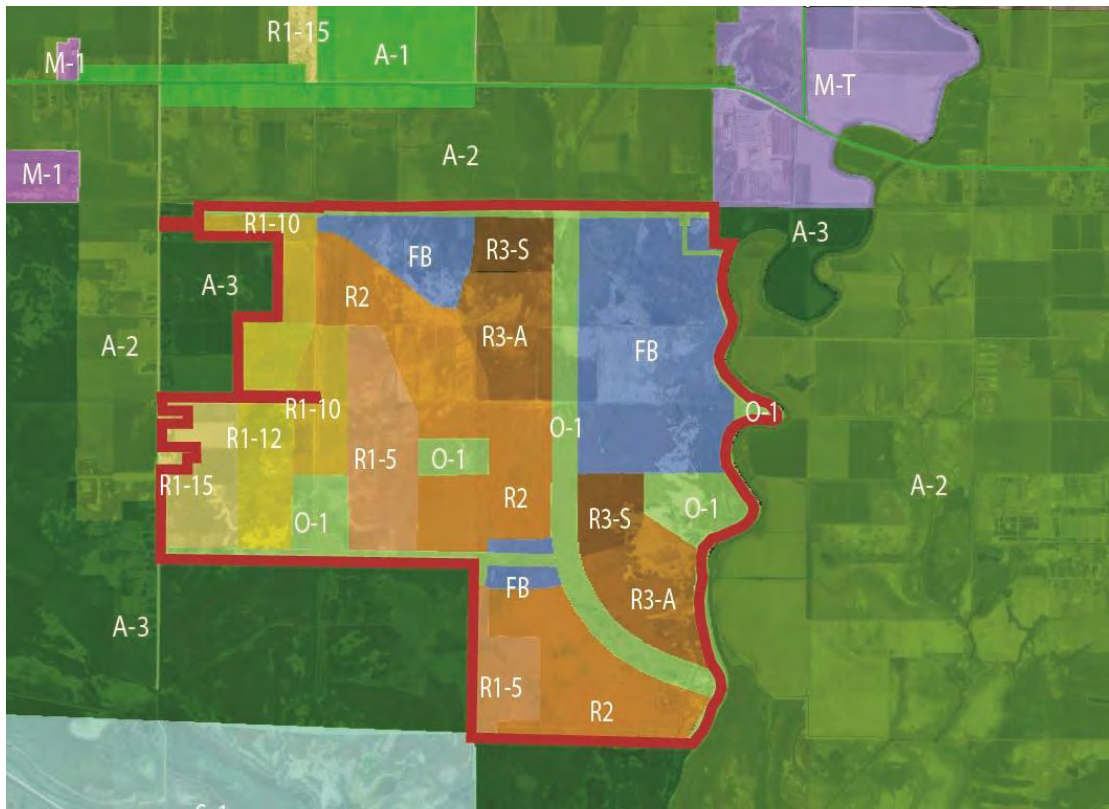 R1-15
A-1
M-1
M-T
A-2
M-1
R1-10
A-3
FB
R3-S
A-3
R2
A-2
R3-A
FB
R1-10
O-1
R1-12
O-1
R1-5
O-1
R1-15
A-2
R2
R3-S
O-1
FB
R3-A
A-3
R1-5
R2